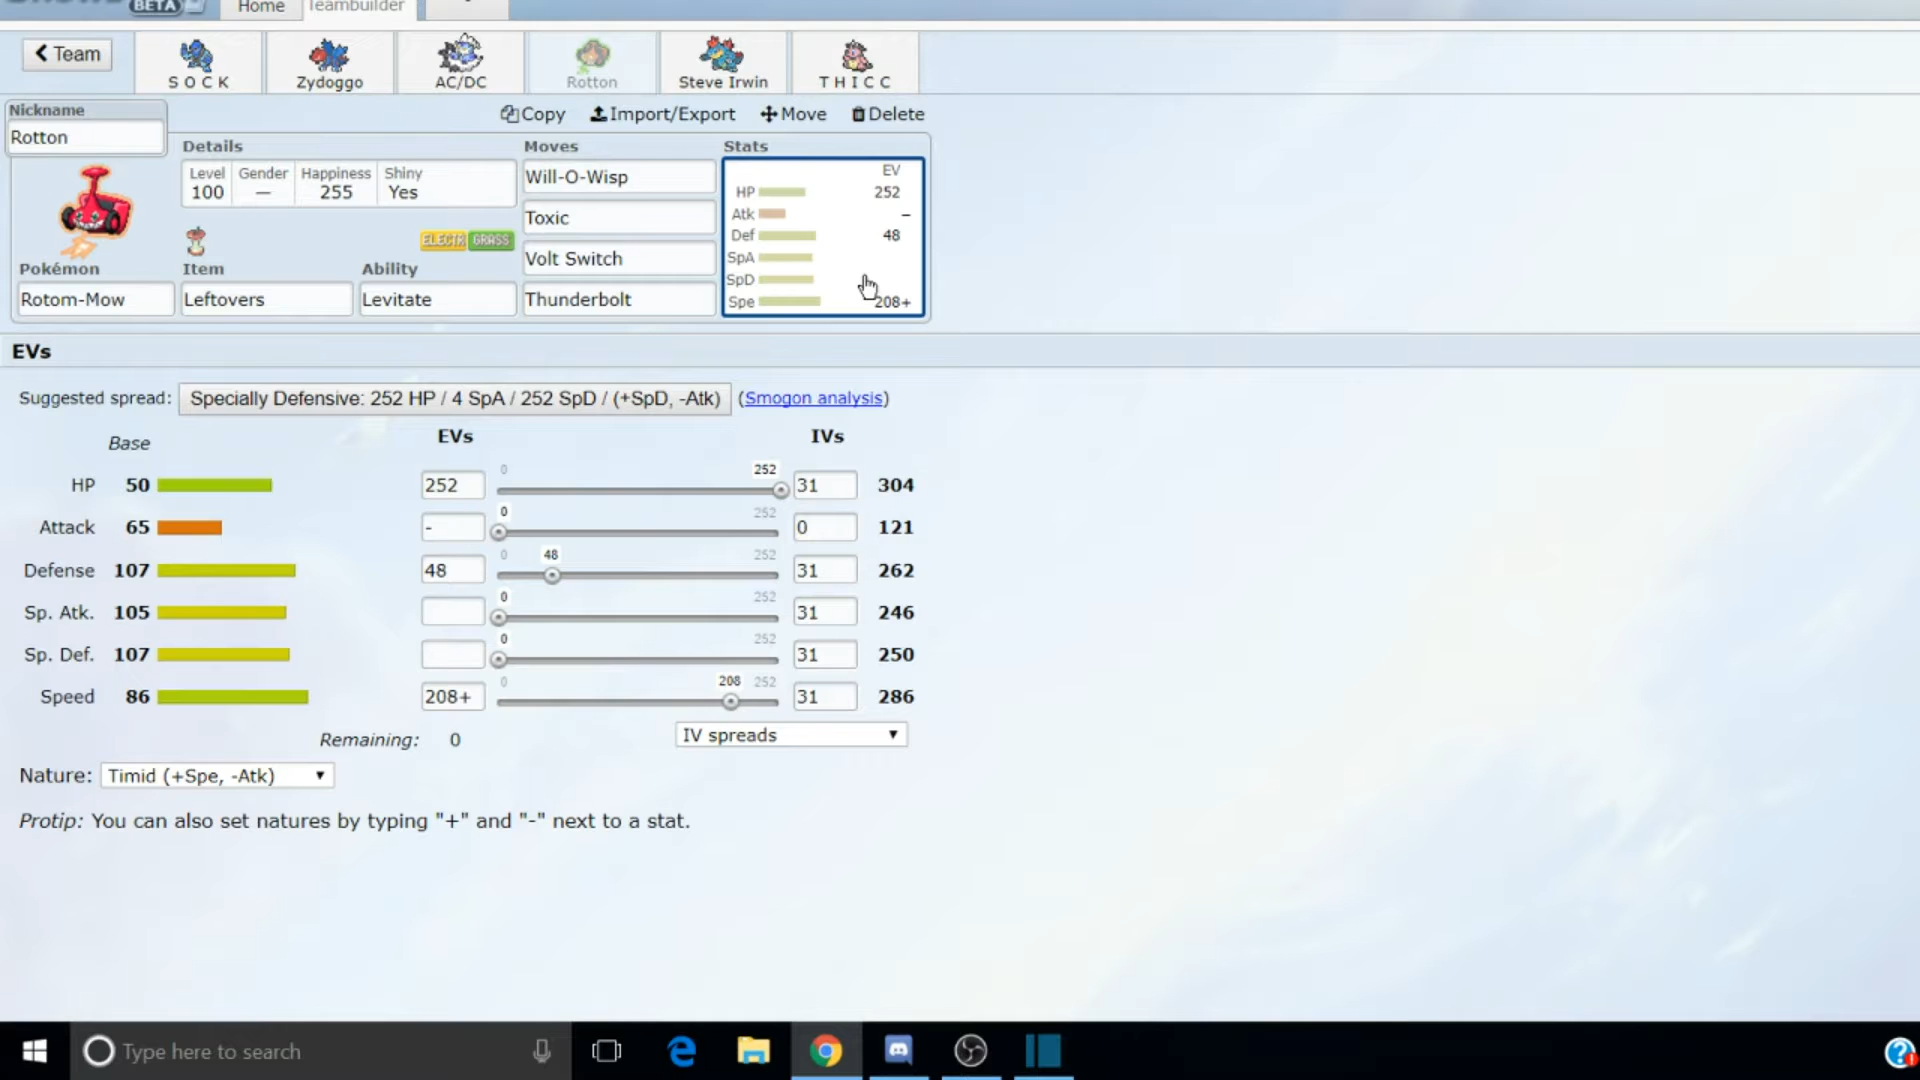 BETA Home Teambuilder
Team
S O C K
Zydoggo
AC/DC
Rotton
Steve Irwin
T H I C C
Nickname
Rotton
Copy Import/Export Move Delete
Details
Level Gender Happiness Shiny
100 — 255 Yes
ELECTR GRASS
Pokémon Item Ability
Rotom-Mow Leftovers Levitate
Moves
Will-O-Wisp
Toxic
Volt Switch
Thunderbolt
Stats
EV
HP 252
Atk –
Def 48
SpA
SpD
Spe 208+
EVs
Suggested spread: Specially Defensive: 252 HP / 4 SpA / 252 SpD / (+SpD, -Atk) (Smogon analysis)
Base EVs IVs
0 252
HP 50 252 31 304
0 252
Attack 65 - 0 121
0 48 252
Defense 107 48 31 262
0 252
Sp. Atk. 105 31 246
0 252
Sp. Def. 107 31 250
0 208 252
Speed 86 208+ 31 286
Remaining: 0 IV spreads
Nature: Timid (+Spe, -Atk)
Protip: You can also set natures by typing "+" and "-" next to a stat.
Type here to search